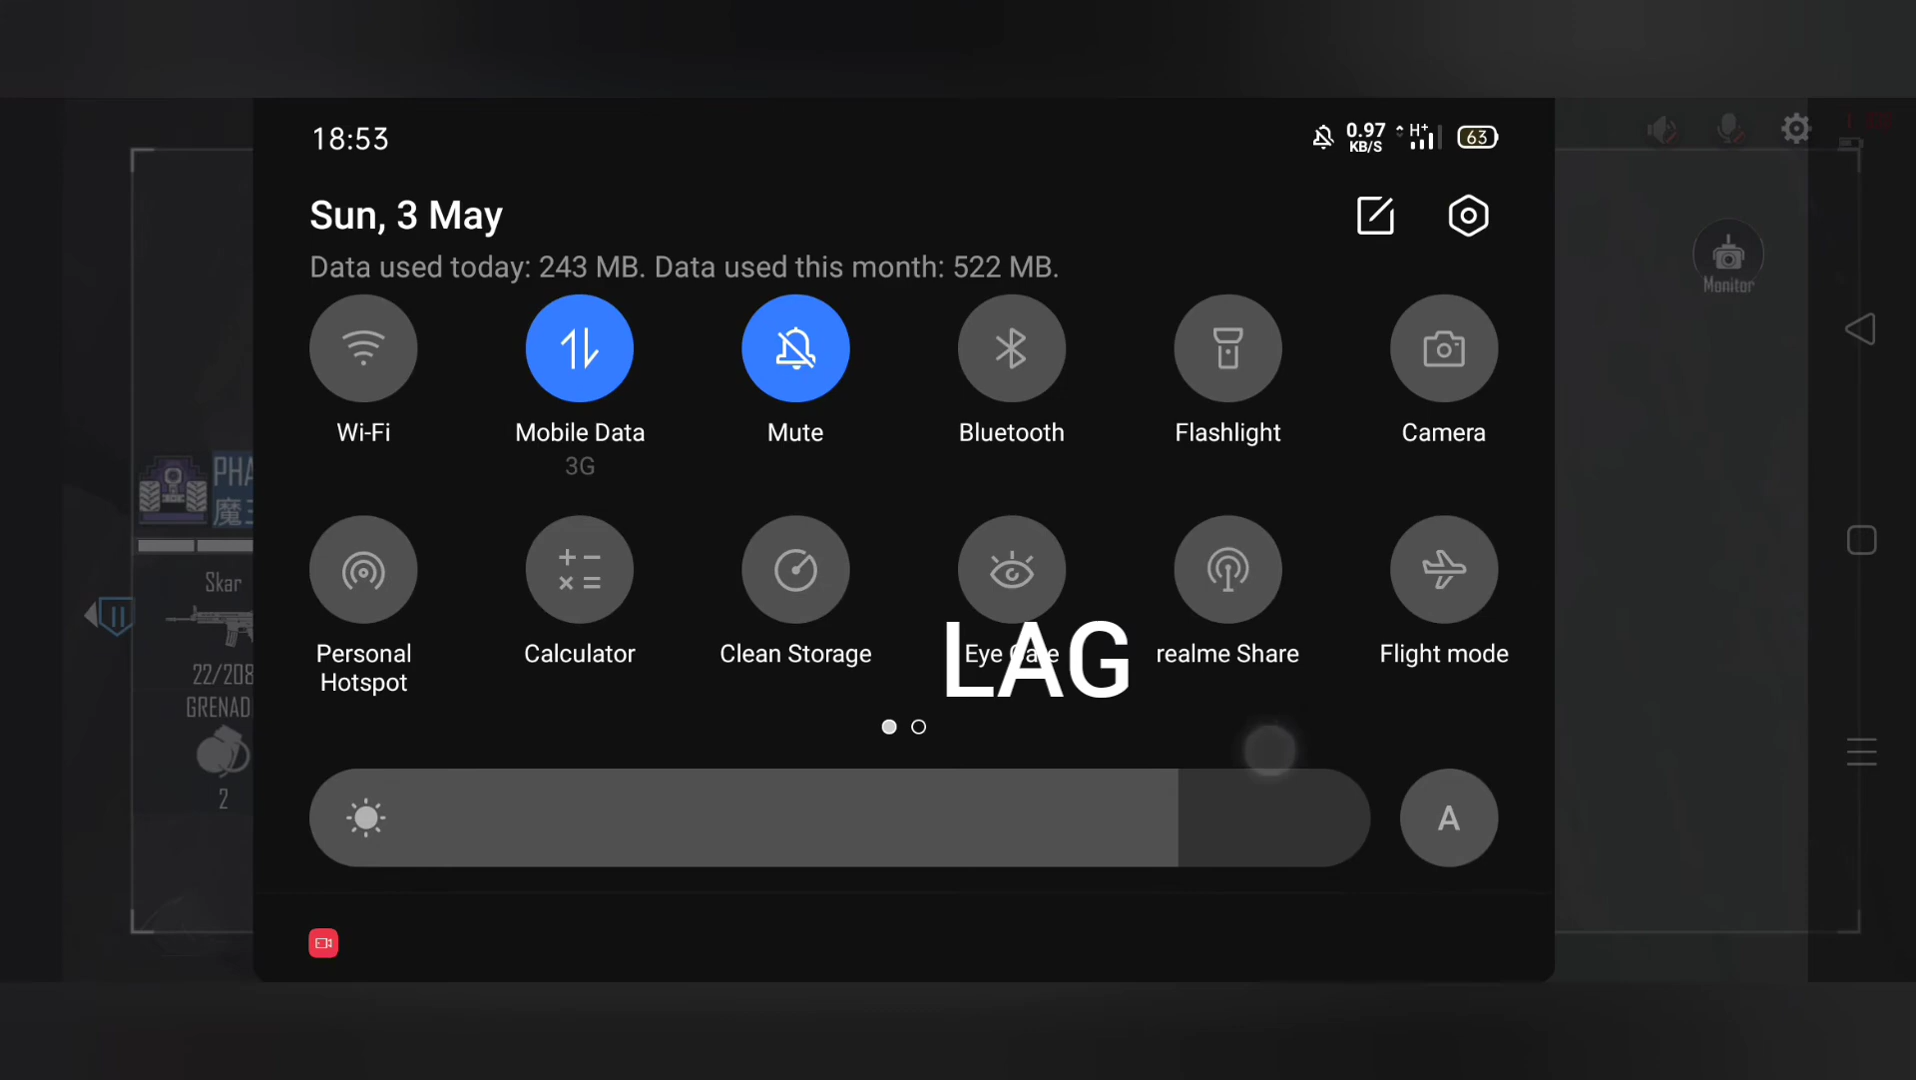 18:53
0.97
KB/S
H+
63
Sun, 3 May
Data used today: 243 MB. Data used this month: 522 MB.
Monitor
Wi-Fi
Mobile Data
Mute
Bluetooth
Flashlight
Camera
3G
PHA
Skar
22/208
GRENAD
2
Personal
Hotspot
Calculator
Clean Storage
Eye Care
realme Share
Flight mode
LAG
A